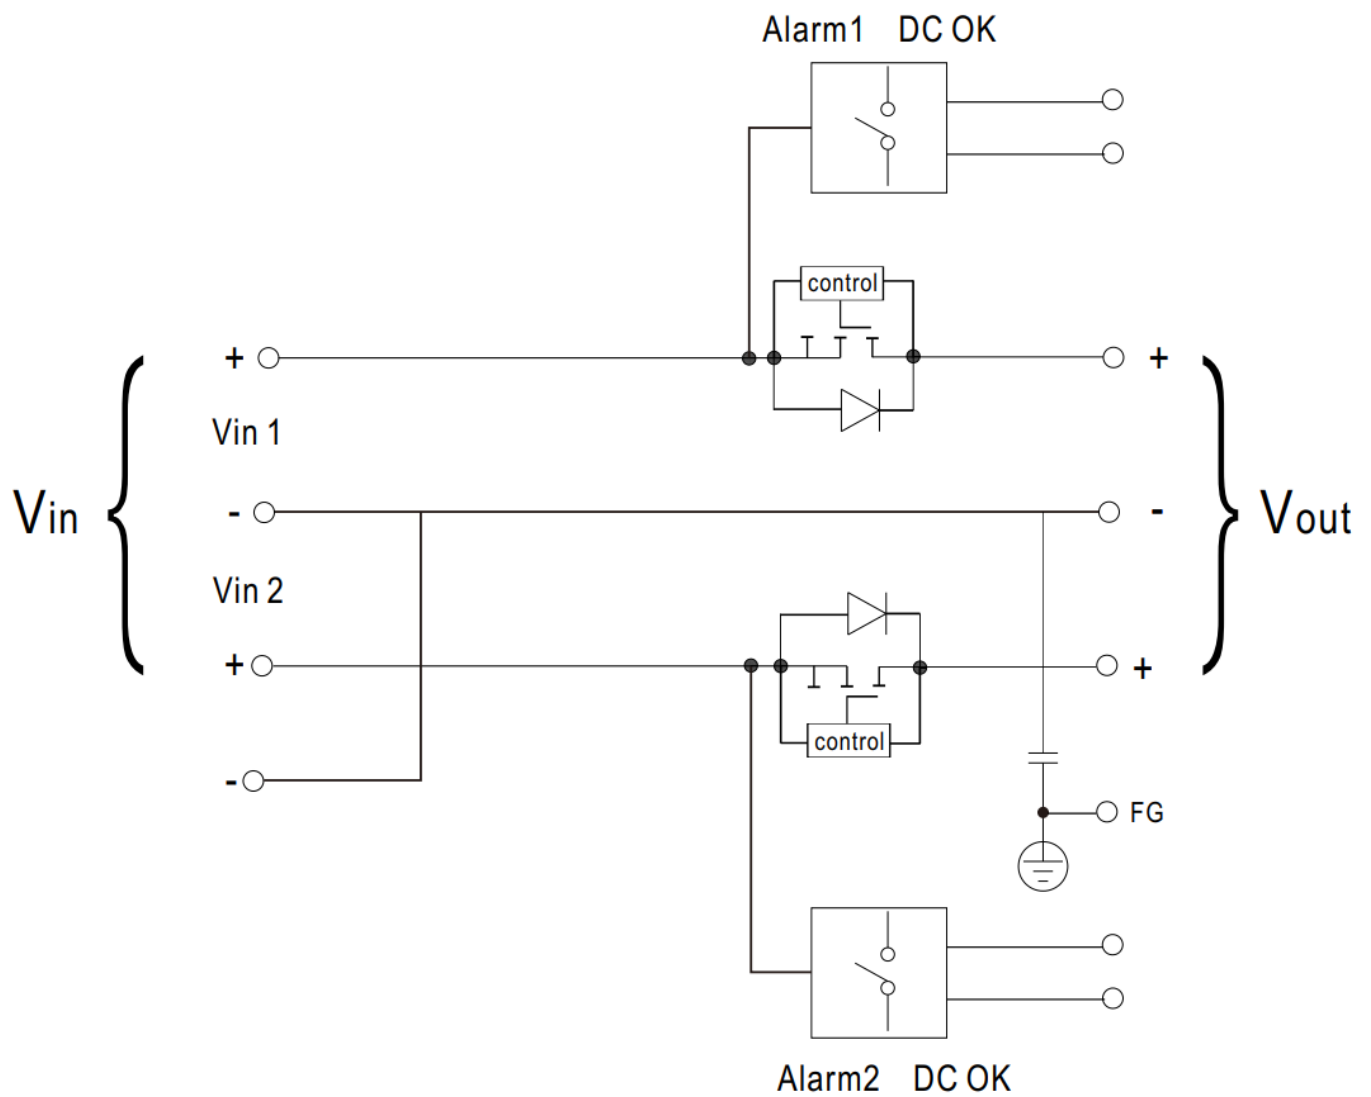 Alarm1 DC OK
control
+ +
Vin 1
Vin - - Vout
Vin 2
+ +
control
-
FG
Alarm2 DC OK